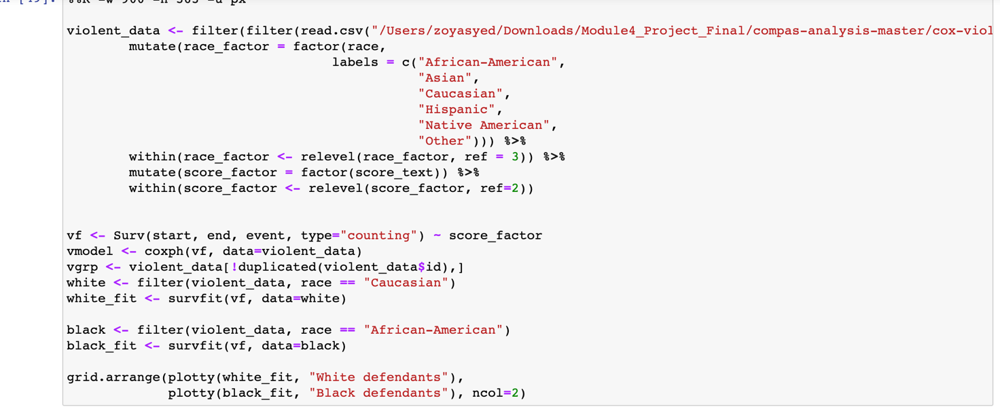 In [49]: %%R -w 900 -h 363 -u px
violent_data <- filter(filter(read.csv("/Users/zoyasyed/Downloads/Module4_Project_Final/compas-analysis-master/cox-viol
mutate(race_factor = factor(race,
labels = c("African-American",
"Asian",
"Caucasian",
"Hispanic",
"Native American",
"Other"))) %>%
within(race_factor <- relevel(race_factor, ref = 3)) %>%
mutate(score_factor = factor(score_text)) %>%
within(score_factor <- relevel(score_factor, ref=2))
vf <- Surv(start, end, event, type="counting") ~ score_factor
vmodel <- coxph(vf, data=violent_data)
vgrp <- violent_data[!duplicated(violent_data$id),]
white <- filter(violent_data, race == "Caucasian")
white_fit <- survfit(vf, data=white)
black <- filter(violent_data, race == "African-American")
black_fit <- survfit(vf, data=black)
grid.arrange(plotty(white_fit, "White defendants"),
plotty(black_fit, "Black defendants"), ncol=2)